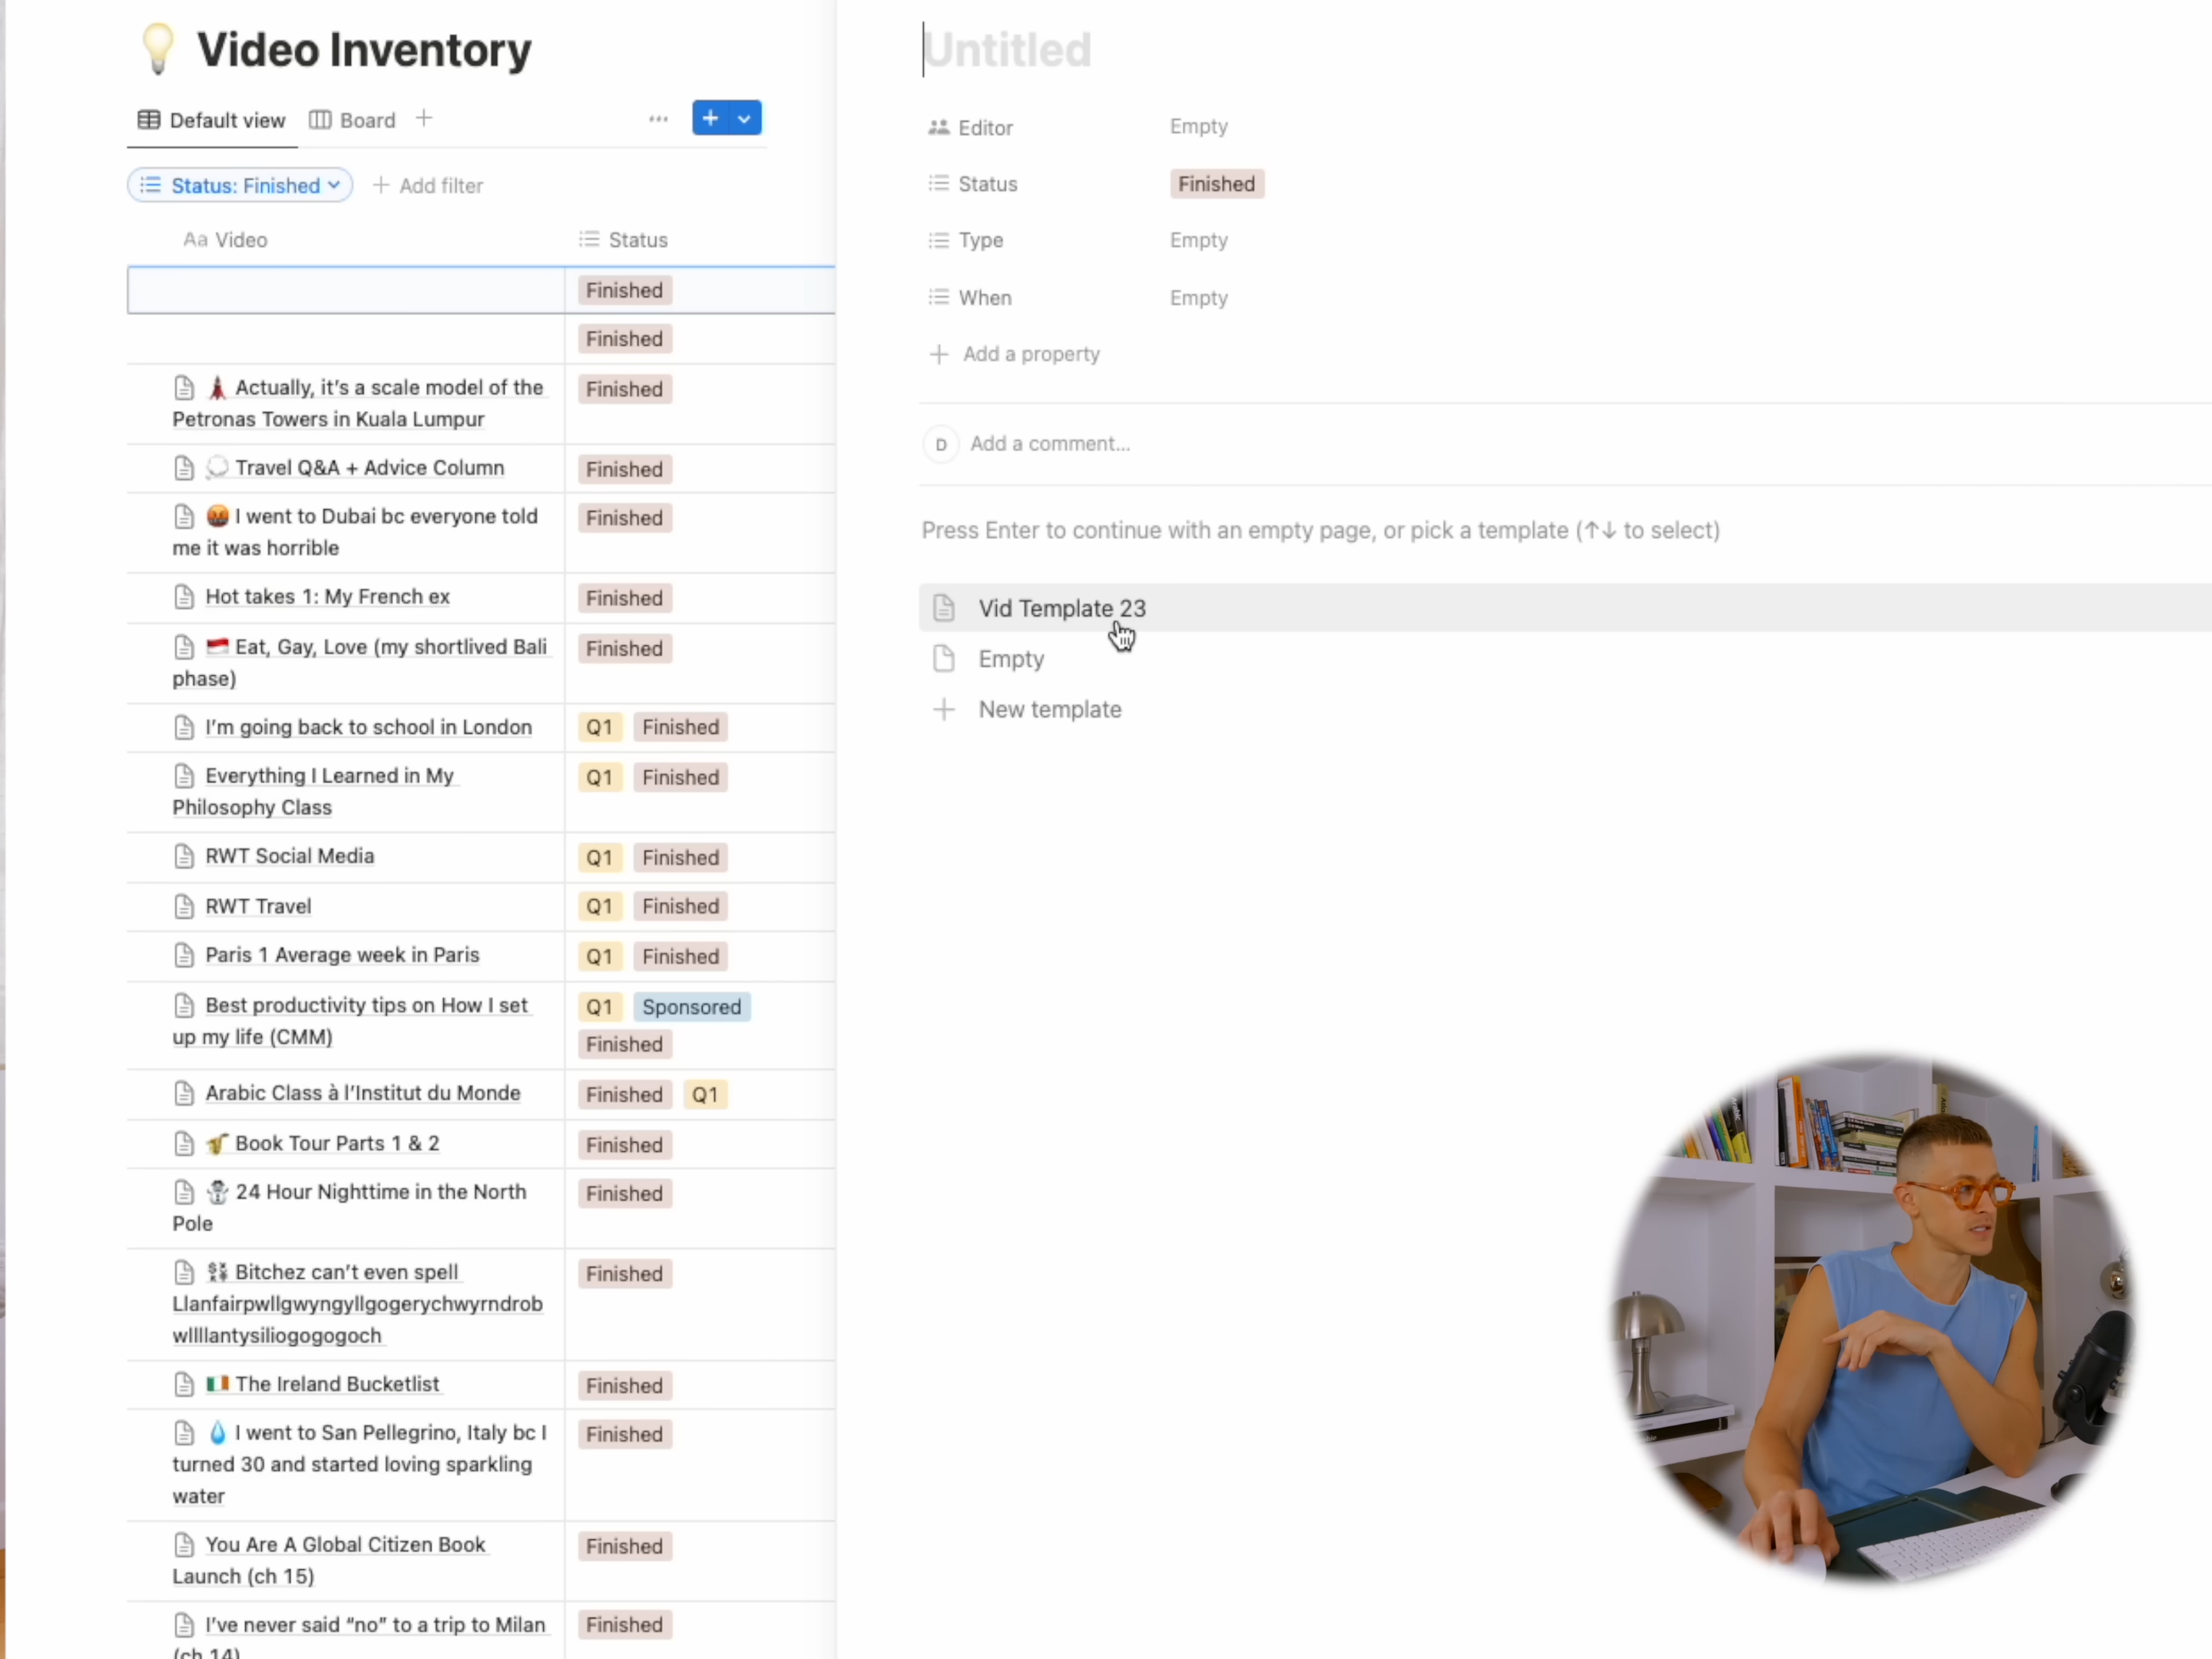 Video Inventory
Default view
Board
Status: Finished
Add filter
Aa Video
Status
Finished
Finished
Actually, it's a scale model of the
Petronas Towers in Kuala Lumpur
Finished
Travel Q&A + Advice Column
Finished
I went to Dubai bc everyone told
me it was horrible
Finished
Hot takes 1: My French ex
Finished
Eat, Gay, Love (my shortlived Bali
phase)
Finished
I'm going back to school in London
Q1 Finished
Everything I Learned in My
Philosophy Class
Q1 Finished
RWT Social Media
Q1 Finished
RWT Travel
Q1 Finished
Paris 1 Average week in Paris
Q1 Finished
Best productivity tips on How I set
up my life (CMM)
Q1 Sponsored
Finished
Arabic Class à l'Institut du Monde
Finished Q1
Book Tour Parts 1 & 2
Finished
24 Hour Nighttime in the North
Pole
Finished
Bitchez can't even spell
Llanfairpwllgwyngyllgogerychwyrndrob
wllllantysiliogogogoch
Finished
The Ireland Bucketlist
Finished
I went to San Pellegrino, Italy bc I
turned 30 and started loving sparkling
water
Finished
You Are A Global Citizen Book
Launch (ch 15)
Finished
I've never said "no" to a trip to Milan
(ch 14)
Finished
Untitled
Editor Empty
Status Finished
Type Empty
When Empty
Add a property
D Add a comment...
Press Enter to continue with an empty page, or pick a template (↑↓ to select)
Vid Template 23
Empty
New template